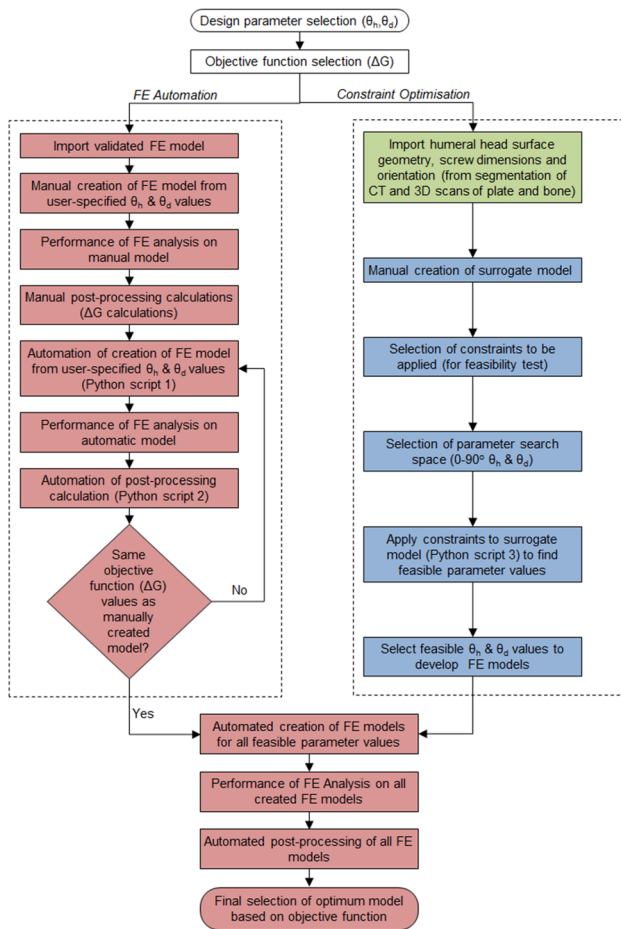 Design parameter selection (θh,θd)
Objective function selection (ΔG)
FE Automation
Constraint Optimisation
Import validated FE model
Manual creation of FE model from
user-specified θh & θd values
Performance of FE analysis on
manual model
Manual post-processing calculations
(ΔG calculations)
Automation of creation of FE model
from user-specified θh & θd values
(Python script 1)
Performance of FE analysis on
automatic model
Automation of post-processing
calculation (Python script 2)
Same
objective
function (ΔG)
values as
manually
created
model?
No
Yes
Import humeral head surface
geometry, screw dimensions and
orientation (from segmentation of
CT and 3D scans of plate and bone)
Manual creation of surrogate model
Selection of constraints to be
applied (for feasibility test)
Selection of parameter search
space (0-90° θh & θd)
Apply constraints to surrogate
model (Python script 3) to find
feasible parameter values
Select feasible θh & θd values to
develop FE models
Automated creation of FE models
for all feasible parameter values
Performance of FE Analysis on all
created FE models
Automated post-processing of all FE
models
Final selection of optimum model
based on objective function